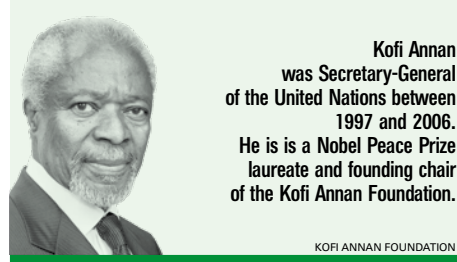 Kofi Annan
was Secretary-General
of the United Nations between
1997 and 2006.
He is is a Nobel Peace Prize
laureate and founding chair
of the Kofi Annan Foundation.
KOFI ANNAN FOUNDATION